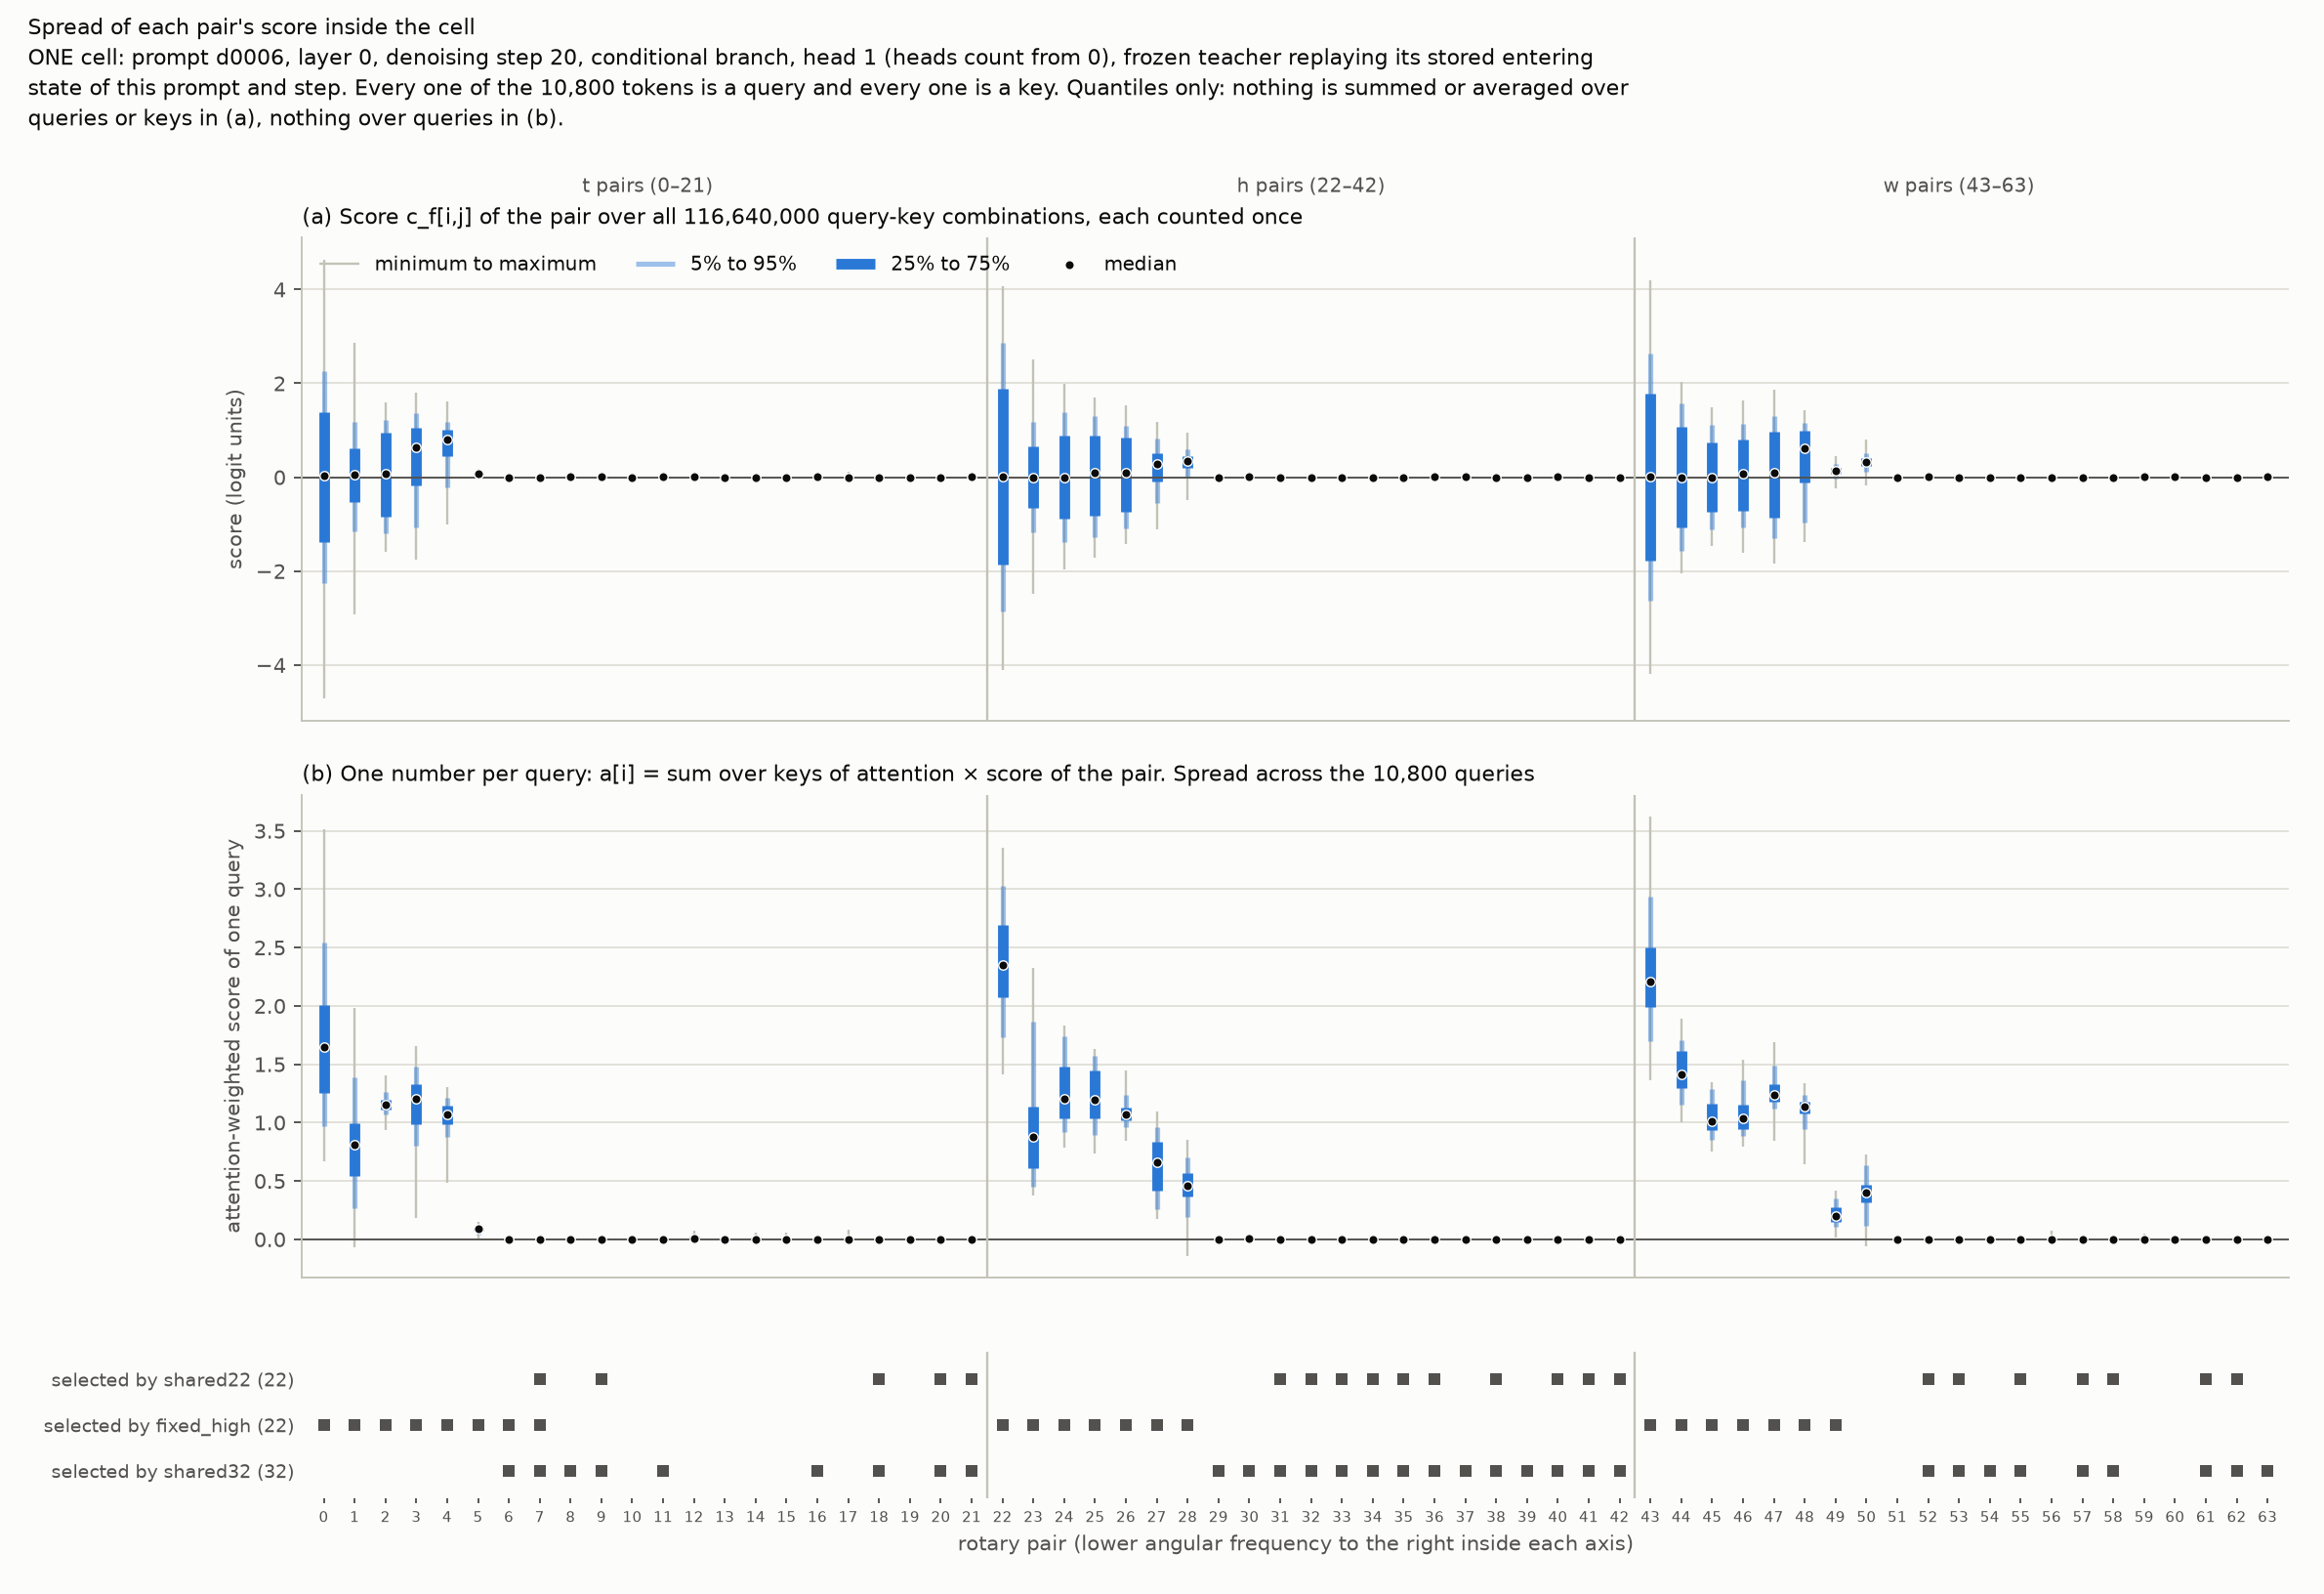 Spread of each pair's score inside the cell
ONE cell: prompt d0006, layer 0, denoising step 20, conditional branch, head 1 (heads count from 0), frozen teacher replaying its stored entering
state of this prompt and step. Every one of the 10,800 tokens is a query and every one is a key. Quantiles only: nothing is summed or averaged over
queries or keys in (a), nothing over queries in (b).
t pairs (0–21)
h pairs (22–42)
w pairs (43–63)
(a) Score c_f[i,j] of the pair over all 116,640,000 query-key combinations, each counted once
minimum to maximum
5% to 95%
25% to 75%
median
4
2
0
−2
−4
score (logit units)
(b) One number per query: a[i] = sum over keys of attention × score of the pair. Spread across the 10,800 queries
3.5
3.0
2.5
2.0
1.5
1.0
0.5
0.0
attention-weighted score of one query
selected by shared22 (22)
selected by fixed_high (22)
selected by shared32 (32)
0 1 2 3 4 5 6 7 8 9 10 11 12 13 14 15 16 17 18 19 20 21 22 23 24 25 26 27 28 29 30 31 32 33 34 35 36 37 38 39 40 41 42 43 44 45 46 47 48 49 50 51 52 53 54 55 56 57 58 59 60 61 62 63
rotary pair (lower angular frequency to the right inside each axis)